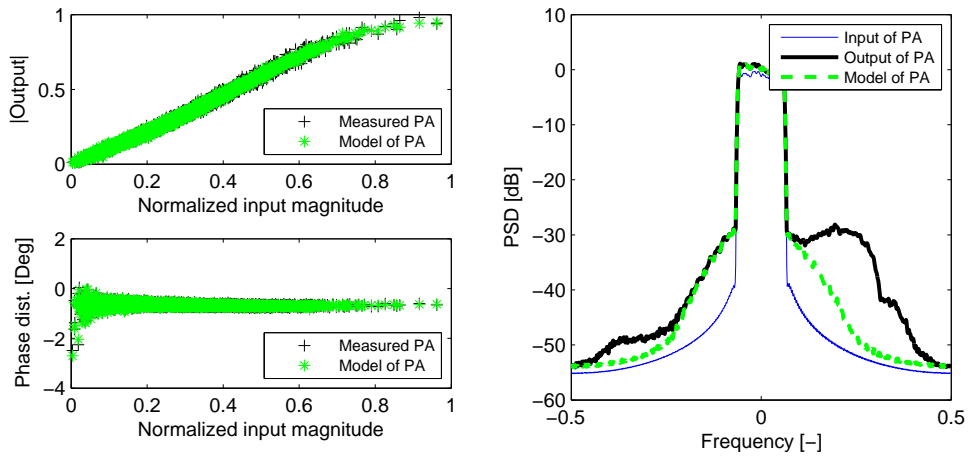 1
0.5
0
|Output|
0
0.2
0.4
0.6
0.8
1
Normalized input magnitude
Measured PA
Model of PA
2
0
−2
−4
Phase dist. [Deg]
0
0.2
0.4
0.6
0.8
1
Normalized input magnitude
Measured PA
Model of PA
10
0
−10
−20
−30
−40
−50
−60
PSD [dB]
−0.5
0
0.5
Frequency [−]
Input of PA
Output of PA
Model of PA